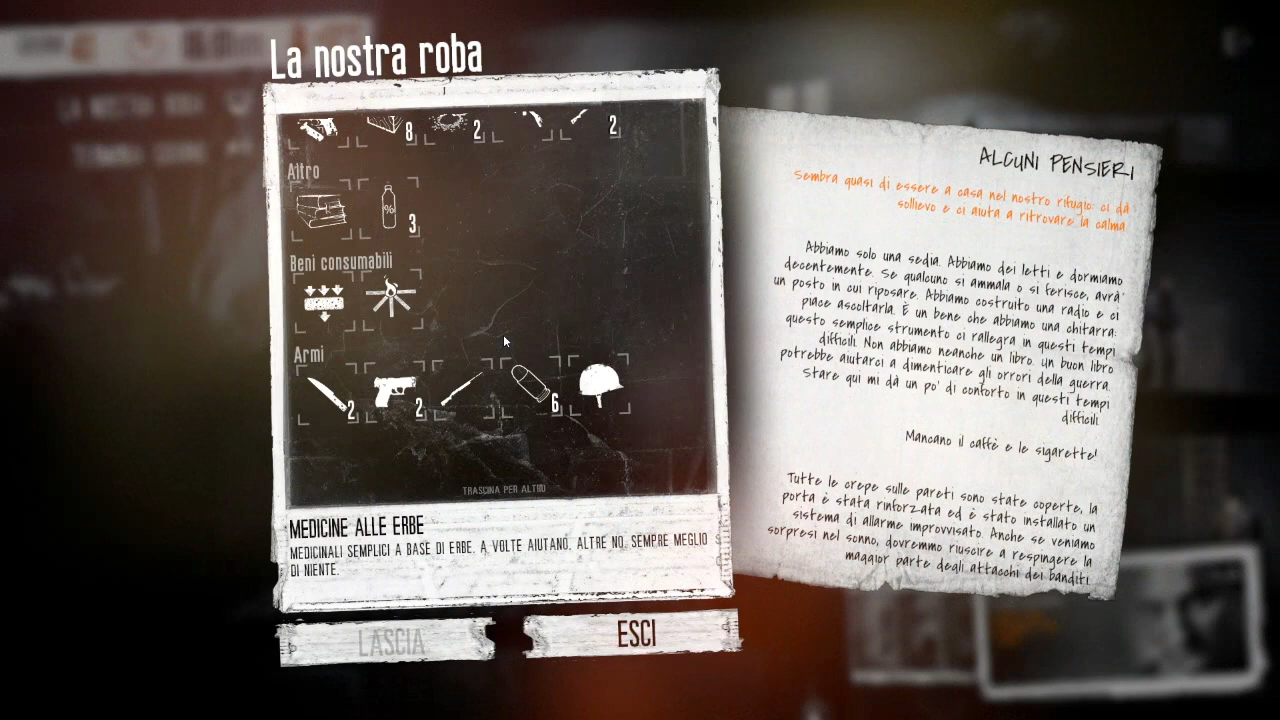 La nostra roba
8
2
2
Altro
%
3
Beni consumabili
Armi
2
2
6
TRASCINA PER ALTRO
MEDICINE ALLE ERBE
MEDICINALI SEMPLICI A BASE DI ERBE. A VOLTE AIUTANO, ALTRE NO. SEMPRE MEGLIO
DI NIENTE.
LASCIA
ESCI
ALCUNI PENSIERI
Sembra quasi di essere a casa nel nostro rifugio: ci dà
sollievo e ci aiuta a ritrovare la calma.
Abbiamo solo una sedia. Abbiamo dei letti e dormiamo
decentemente. Se qualcuno si ammala o si ferisce, avrà
un posto in cui riposare. Abbiamo costruito una radio e ci
piace ascoltarla. È un bene che abbiamo una chitarra:
questo semplice strumento ci rallegra in questi tempi
difficili. Non abbiamo neanche un libro: un buon libro
potrebbe aiutarci a dimenticare gli orrori della guerra.
Stare qui mi dà un po' di conforto in questi tempi
difficili.
Mancano il caffè e le sigarette!
Tutte le crepe sulle pareti sono state coperte, la
porta è stata rinforzata ed è stato installato un
sistema di allarme improvvisato. Anche se veniamo
sorpresi nel sonno, dovremmo riuscire a respingere la
maggior parte degli attacchi dei banditi.